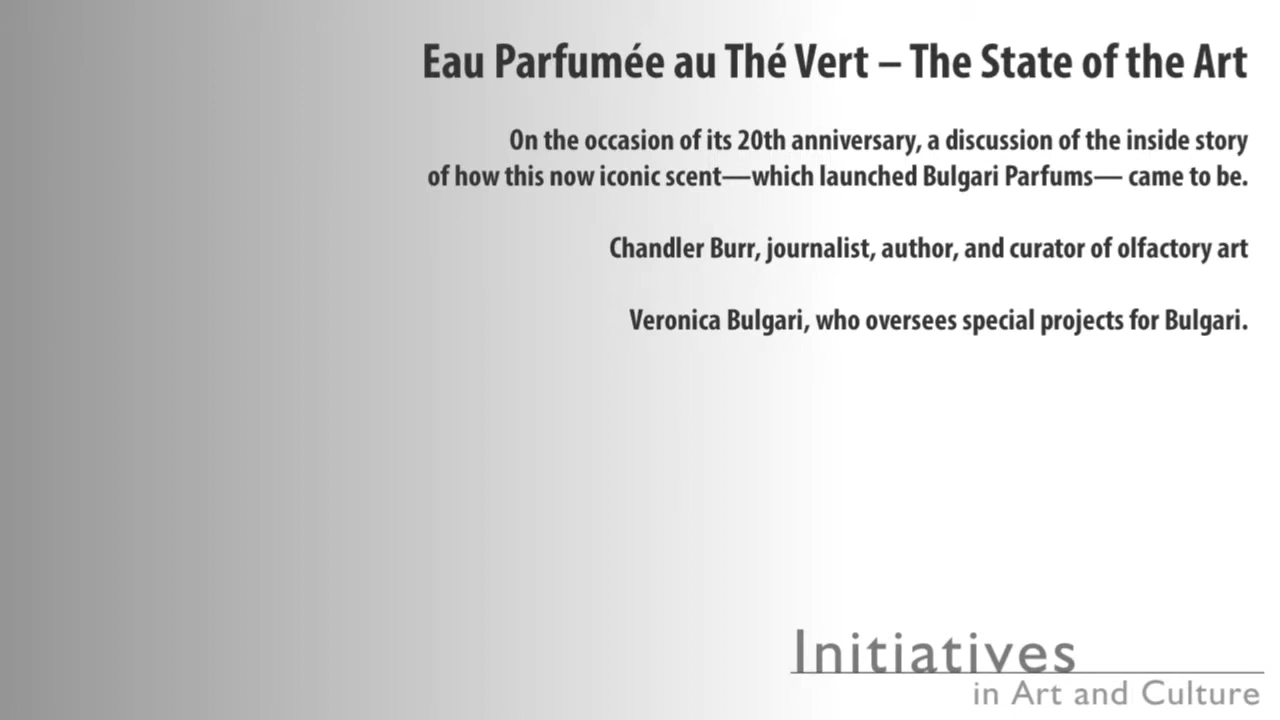 Eau Parfumée au Thé Vert – The State of the Art
On the occasion of its 20th anniversary, a discussion of the inside story
of how this now iconic scent—which launched Bulgari Parfums— came to be.
Chandler Burr, journalist, author, and curator of olfactory art
Veronica Bulgari, who oversees special projects for Bulgari.
Initiatives
in Art and Culture